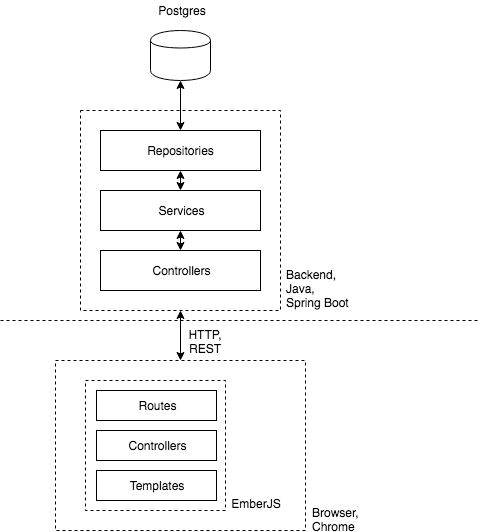 Postgres
Repositories
Services
Controllers
Backend,
Java,
Spring Boot
HTTP,
REST
Routes
Controllers
Templates
EmberJS
Browser,
Chrome